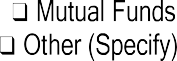 ❏ Mutual Funds
❏ Other (Specify)